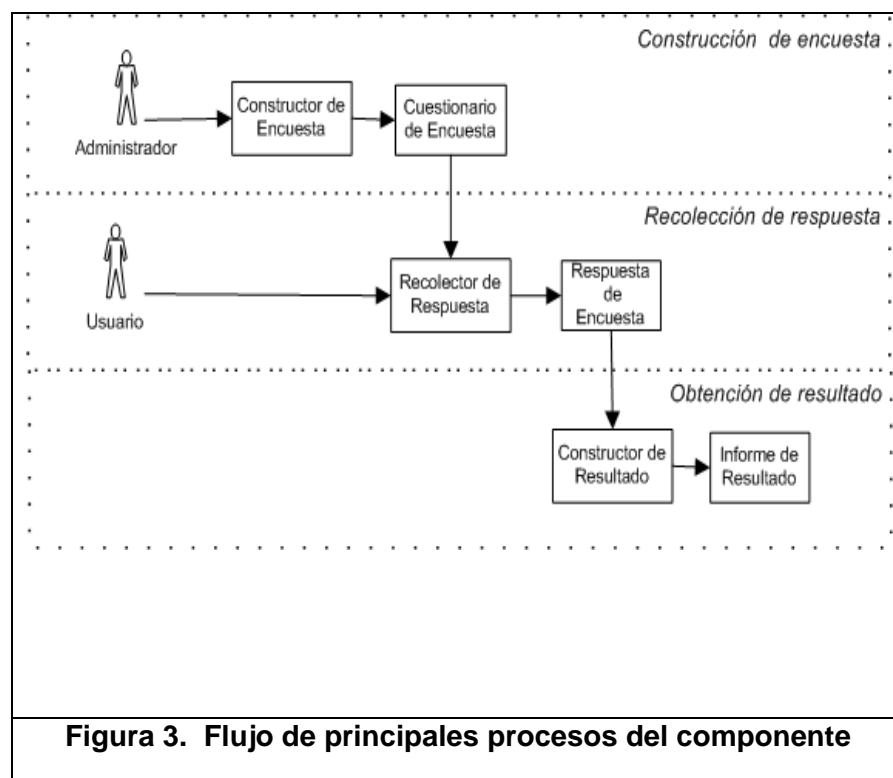 Construcción de encuesta
Constructor de
Encuesta
Cuestionario
de Encuesta
Administrador
Recolección de respuesta
Recolector de
Respuesta
Respuesta
de
Encuesta
Usuario
Obtención de resultado
Constructor de
Resultado
Informe de
Resultado
Figura 3. Flujo de principales procesos del componente